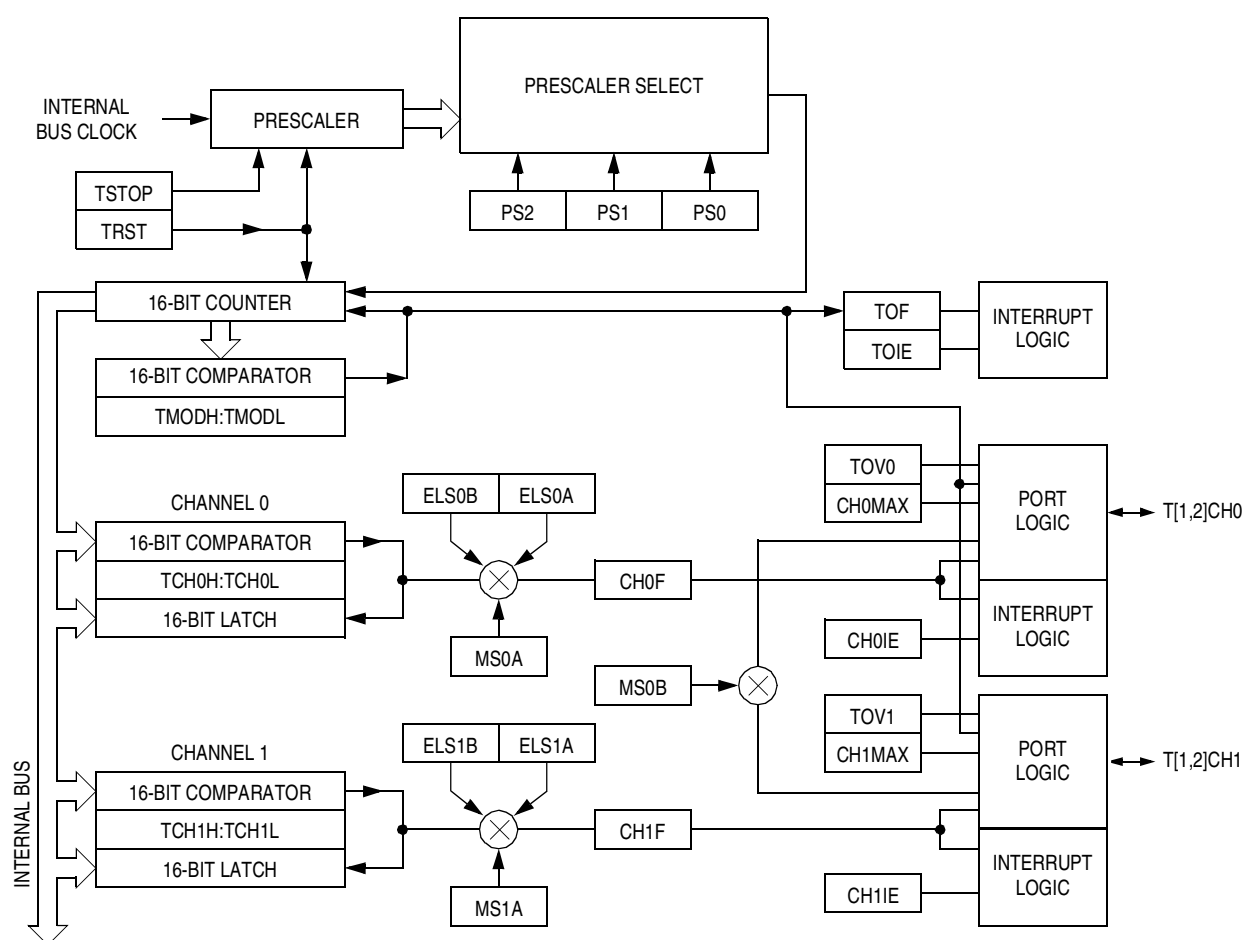 PRESCALER SELECT
INTERNAL
BUS CLOCK
PRESCALER
TSTOP
TRST
PS2
PS1
PS0
16-BIT COUNTER
TOF
TOIE
INTERRUPT
LOGIC
16-BIT COMPARATOR
TMODH:TMODL
TOV0
CH0MAX
PORT
LOGIC
T[1,2]CH0
ELS0B
ELS0A
CHANNEL 0
16-BIT COMPARATOR
TCH0H:TCH0L
16-BIT LATCH
CH0F
MS0A
INTERRUPT
LOGIC
CH0IE
MS0B
TOV1
CH1MAX
PORT
LOGIC
T[1,2]CH1
ELS1B
ELS1A
CHANNEL 1
16-BIT COMPARATOR
TCH1H:TCH1L
16-BIT LATCH
CH1F
MS1A
INTERRUPT
LOGIC
CH1IE
INTERNAL BUS